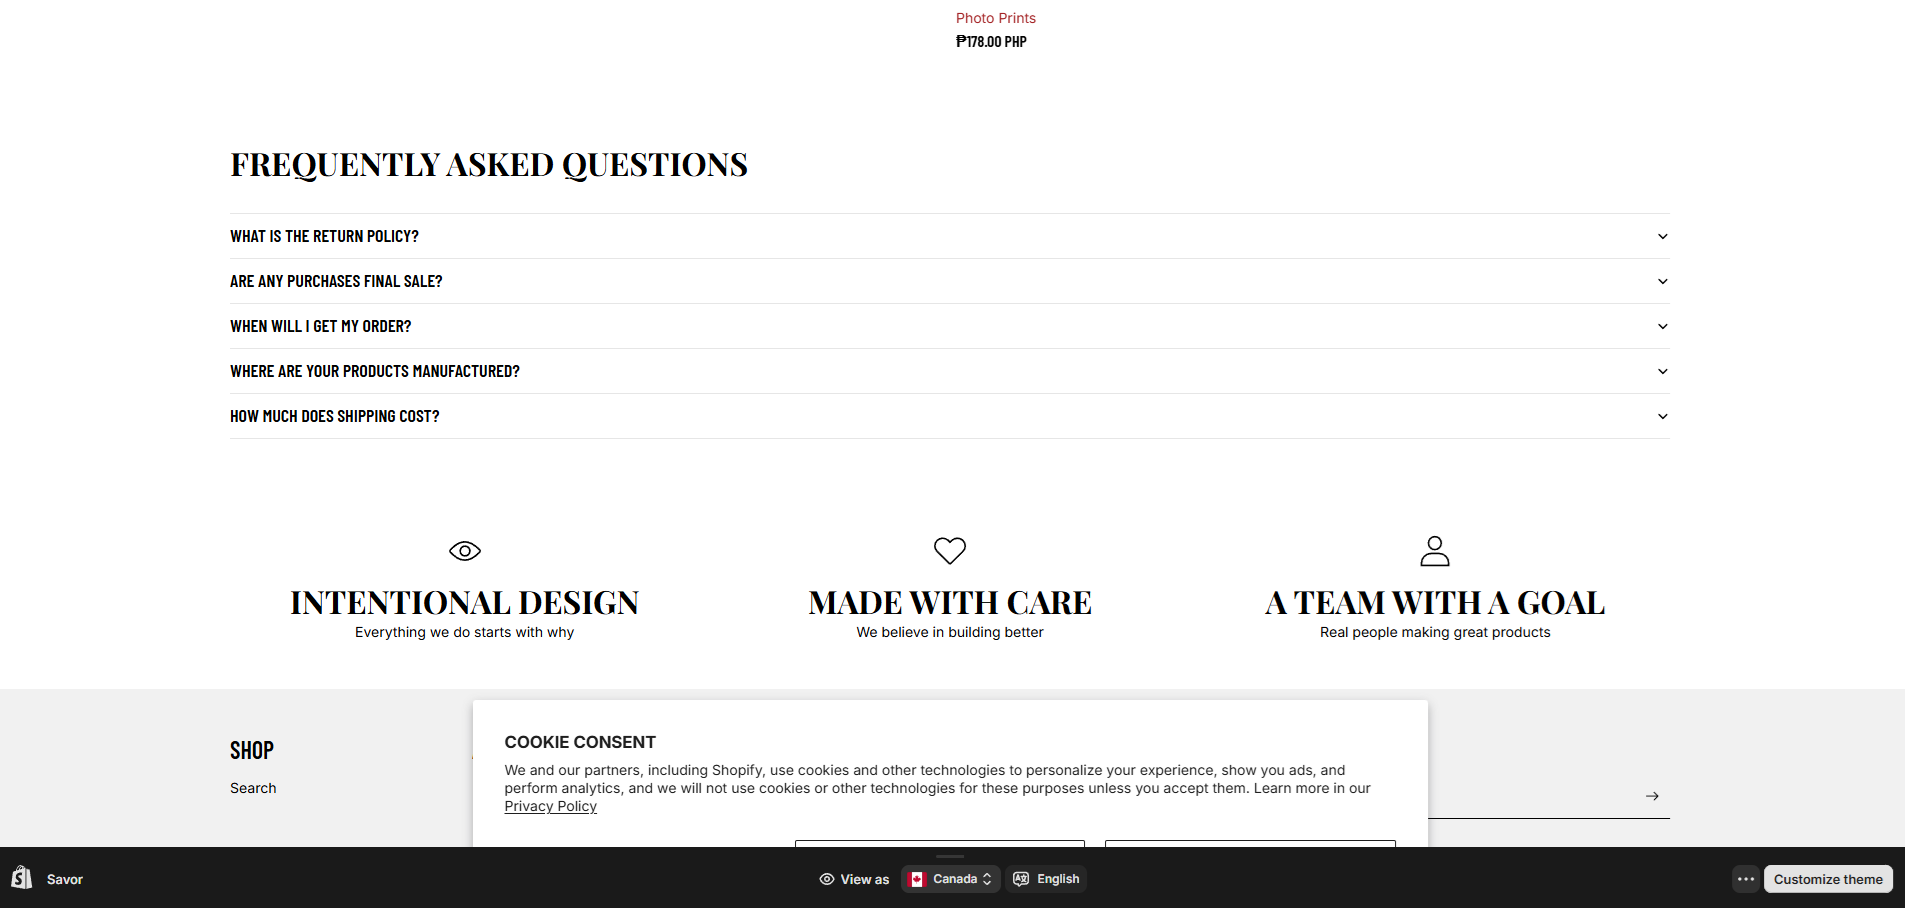 Photo Prints
₱178.00 PHP
FREQUENTLY ASKED QUESTIONS
WHAT IS THE RETURN POLICY?
ARE ANY PURCHASES FINAL SALE?
WHEN WILL I GET MY ORDER?
WHERE ARE YOUR PRODUCTS MANUFACTURED?
HOW MUCH DOES SHIPPING COST?
INTENTIONAL DESIGN
Everything we do starts with why
MADE WITH CARE
We believe in building better
A TEAM WITH A GOAL
Real people making great products
SHOP
Search
COOKIE CONSENT
We and our partners, including Shopify, use cookies and other technologies to personalize your experience, show you ads, and
perform analytics, and we will not use cookies or other technologies for these purposes unless you accept them. Learn more in our
Privacy Policy
Savor
View as
Canada
English
Customize theme